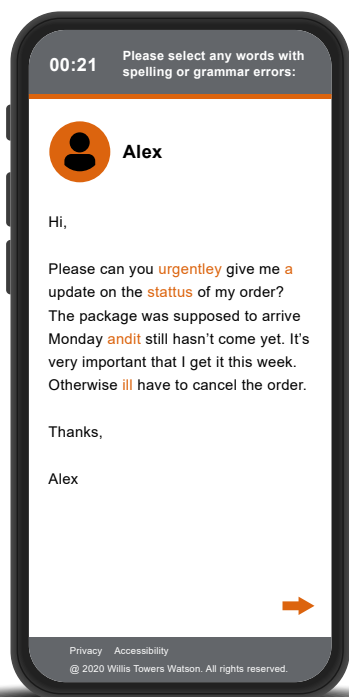 00:21
Please select any words with
spelling or grammar errors:
Alex
Hi,
Please can you urgentley give me a
update on the stattus of my order?
The package was supposed to arrive
Monday andit still hasn’t come yet. It’s
very important that I get it this week.
Otherwise ill have to cancel the order.
Thanks,
Alex
Privacy Accessibility
@ 2020 Willis Towers Watson. All rights reserved.